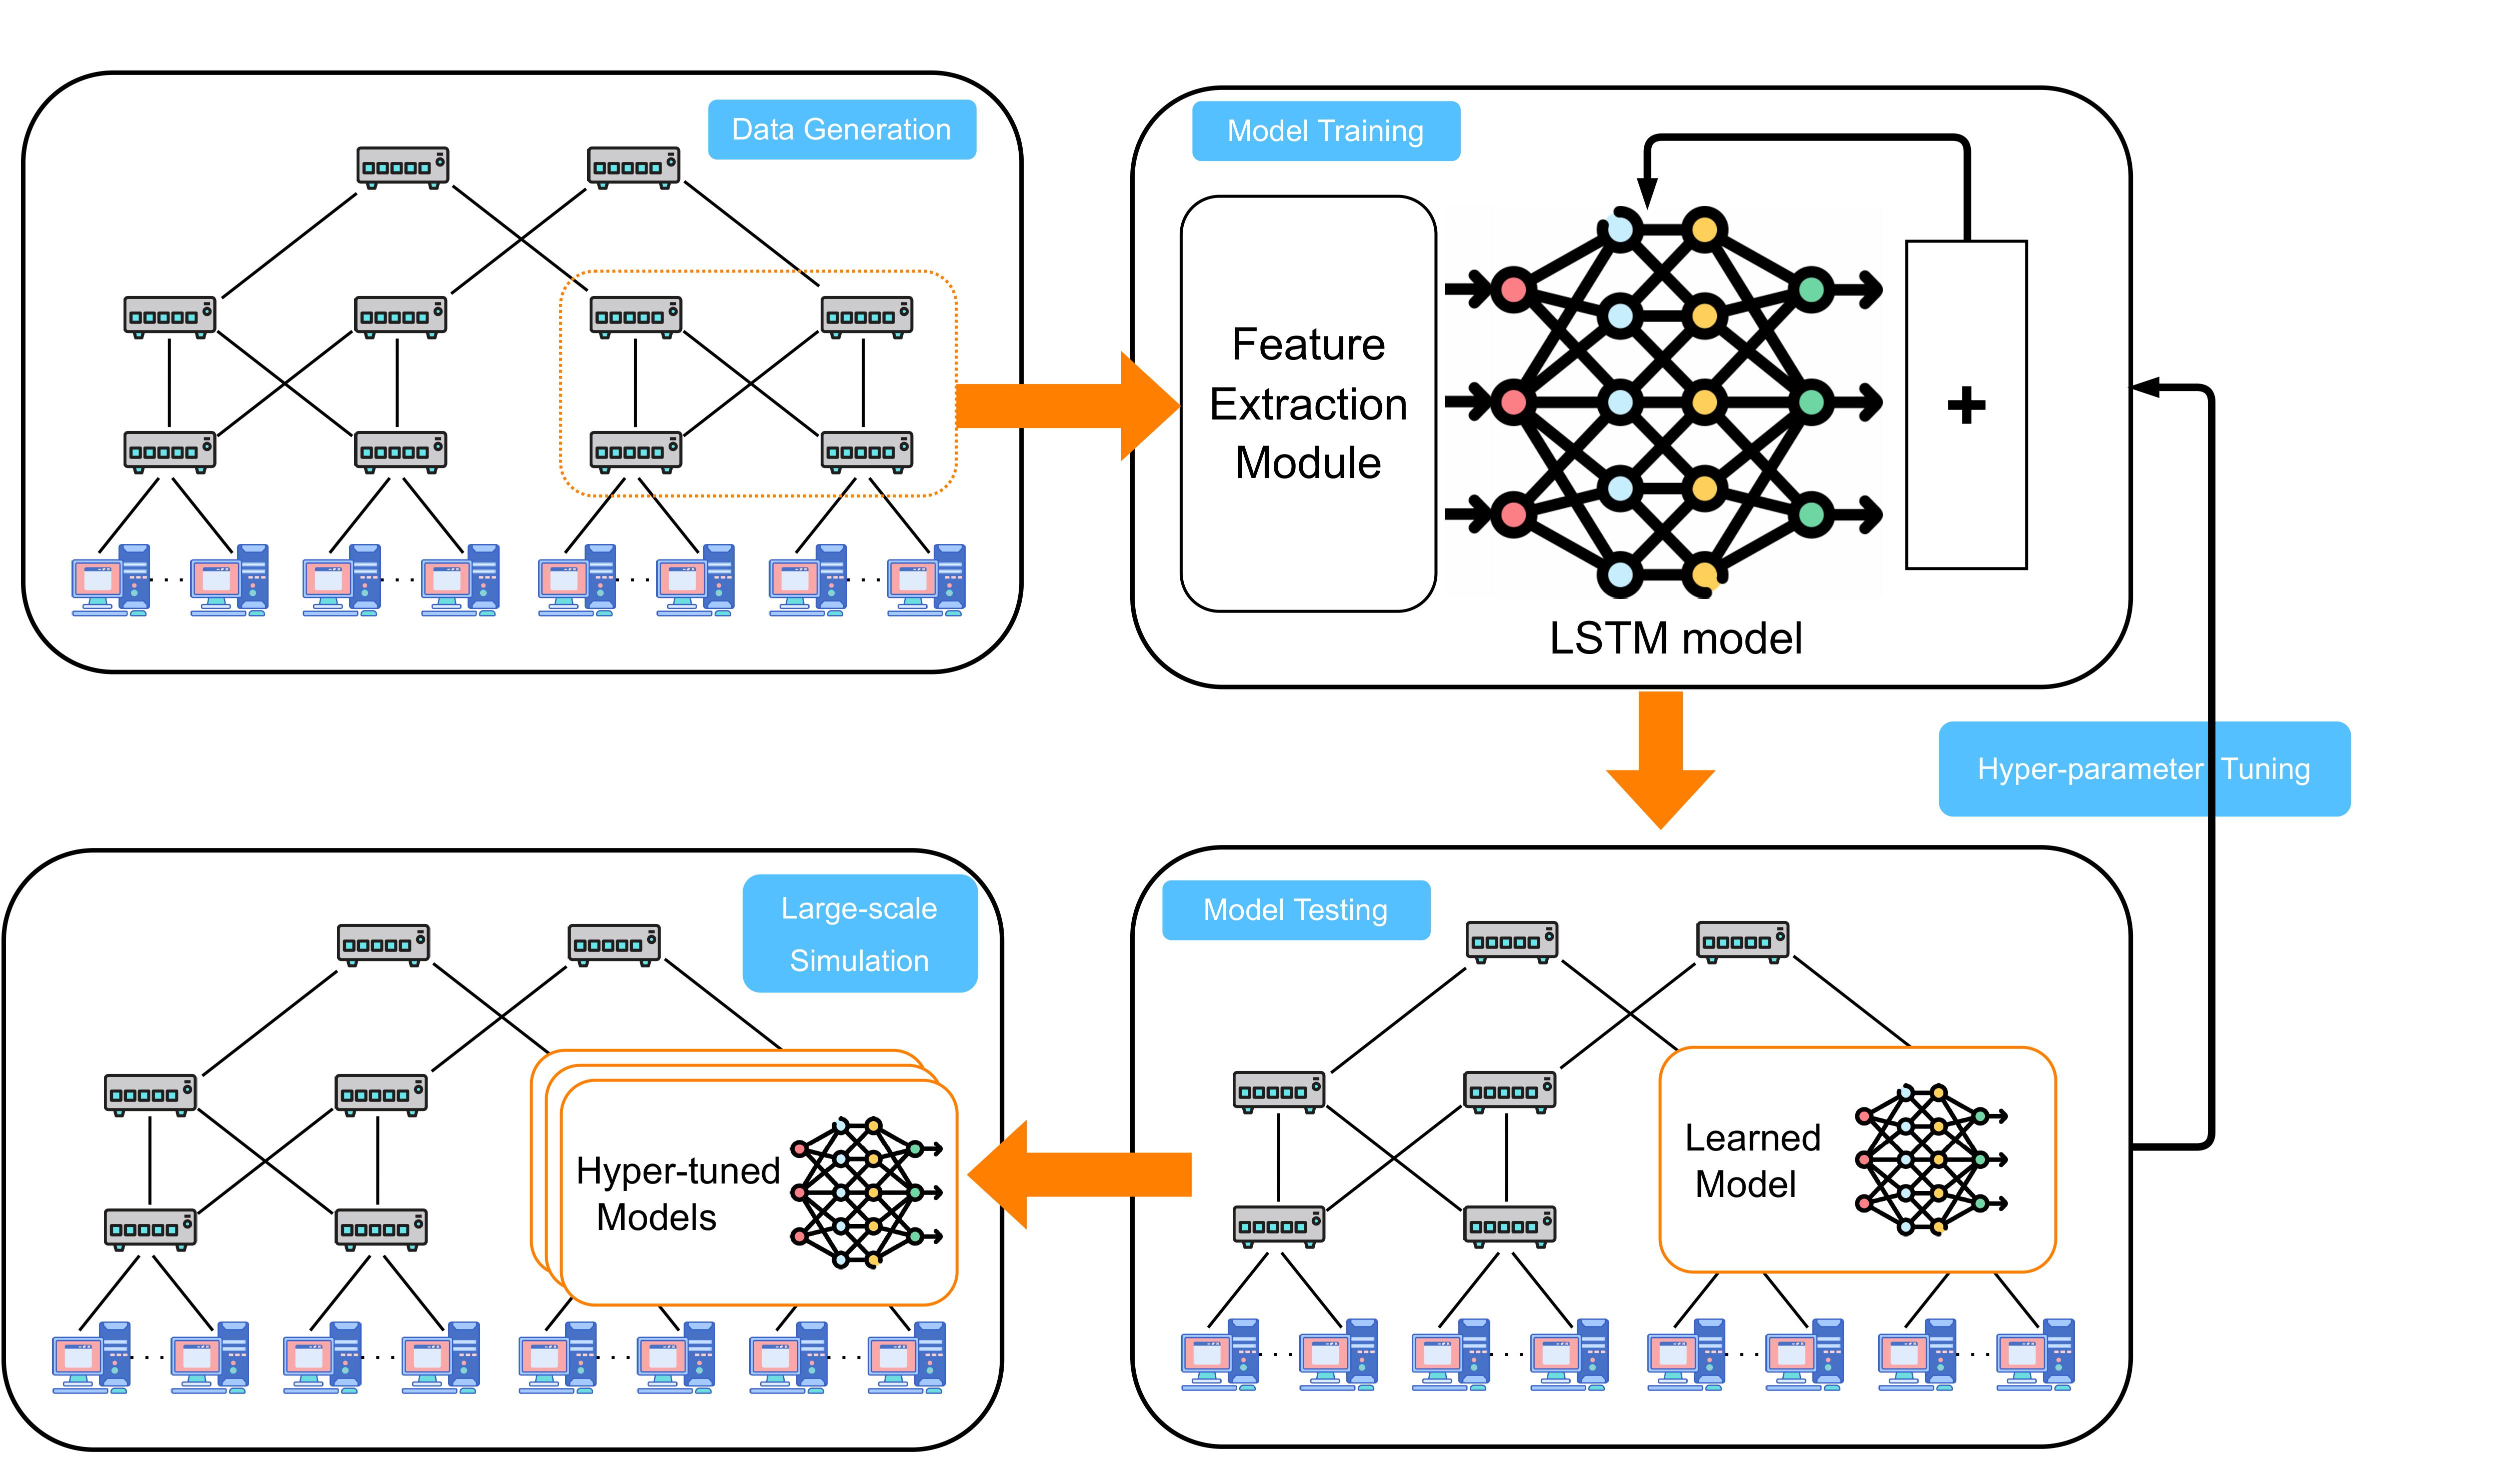 Data Generation
Model Training
Feature
Extraction
Module
+
LSTM model
Hyper-parameter Tuning
Large-scale
Simulation
Hyper-tuned
Models
Model Testing
Learned
Model